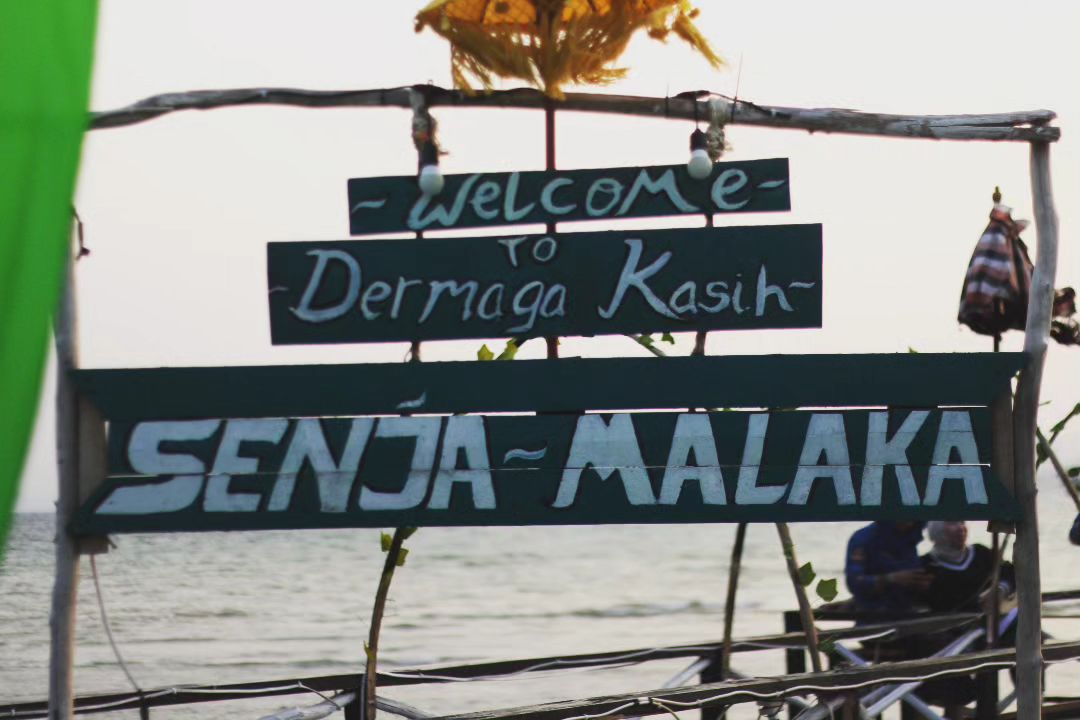 ~ WelcoMe ~
To
~ Dermaga Kasih ~
SENJA ~ MALAKA